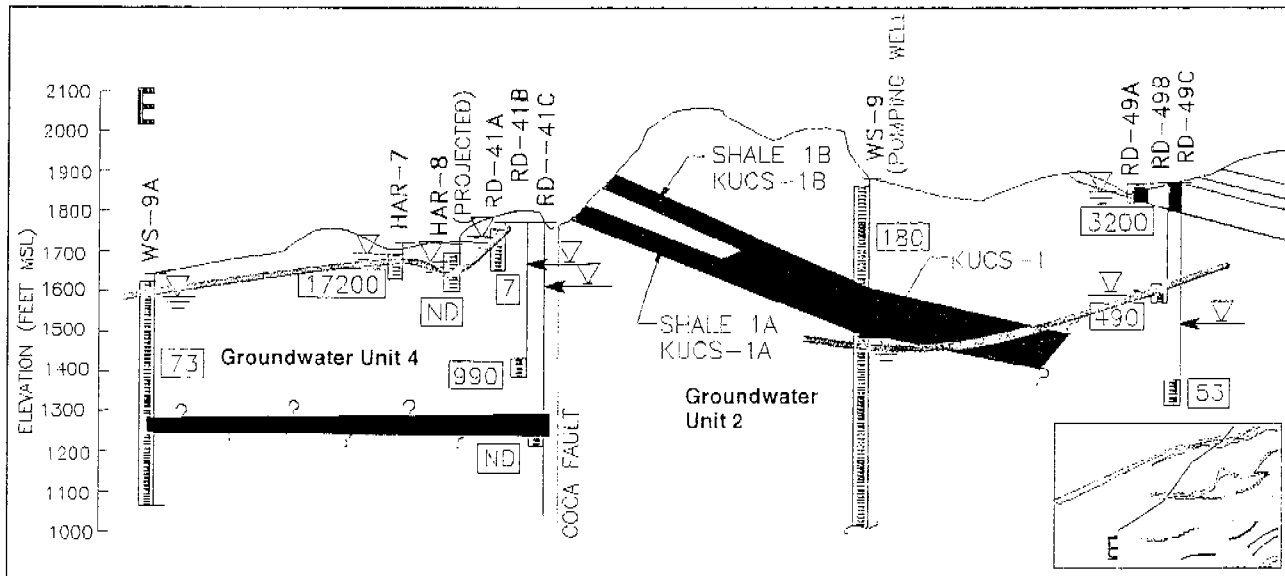 ELEVATION (FEET MSL)
2100
2000
1900
1800
1700
1600
1500
1400
1300
1200
1100
1000
E
WS-9A
HAR-7
HAR-8
(PROJECTED)
RD-41A
RD-41B
RD--41C
SHALE 1B
KUCS-1B
WS-9
(PUMPING WELL
RD-49A
RD-49B
RD-49C
3200
180
KUCS-1
17200
ND
7
490
SHALE 1A
KUCS-1A
73
Groundwater Unit 4
990
Groundwater
Unit 2
?
53
? ? ?
? ? ? ?
ND
COCA FAULT
E